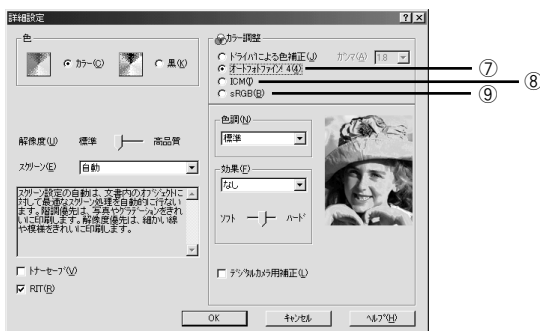 詳細設定
色
カラー(C)
黒(K)
解像度(U) 標準 高品質
スクリーン(E) 自動
スクリーン設定の自動は、文書内のオブジェクトに
対して最適なスクリーン処理を自動的に行ない
ます。階調優先は、写真やグラデーションをきれ
いに印刷します。解像度優先は、細かい線
や模様をきれいに印刷します。
トナーセーブ(V)
RIT(R)
カラー調整
ドライバによる色補正(J) ガンマ(A) 1.8
オートフォトファイン!4(4) ⑦
ICM(I) ⑧
sRGB(B) ⑨
色調(N)
標準
効果(F)
なし
ソフト ハード
デジタルカメラ用補正(L)
OK キャンセル ヘルプ(H)